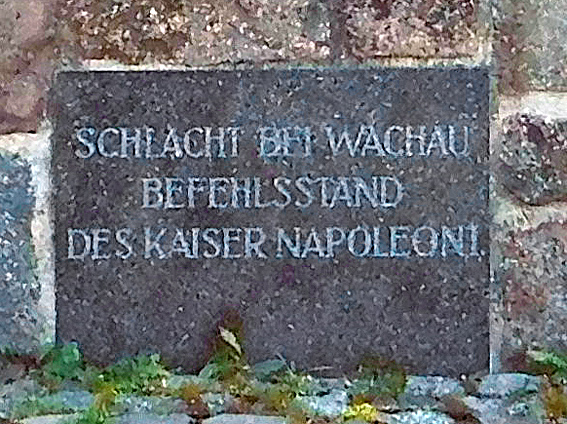 SCHLACHT BEI WACHAU
BEFEHLSSTAND
DES KAISER NAPOLEON I.